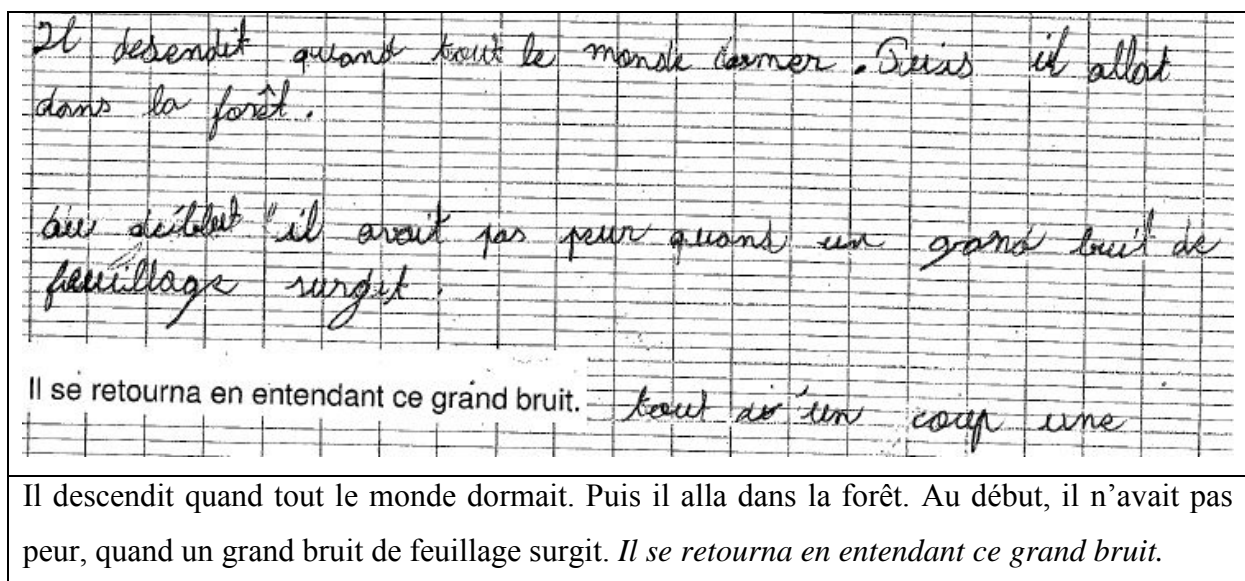 Il desendit quand tout le monde dormer. Puis il allat
dans la forêt.
au déibbut il avait pas peur quand un grand bruit de
feuillage surgit.
Il se retourna en entendant ce grand bruit. tout d'un coup une
Il descendit quand tout le monde dormait. Puis il alla dans la forêt. Au début, il n'avait pas
peur, quand un grand bruit de feuillage surgit. Il se retourna en entendant ce grand bruit.